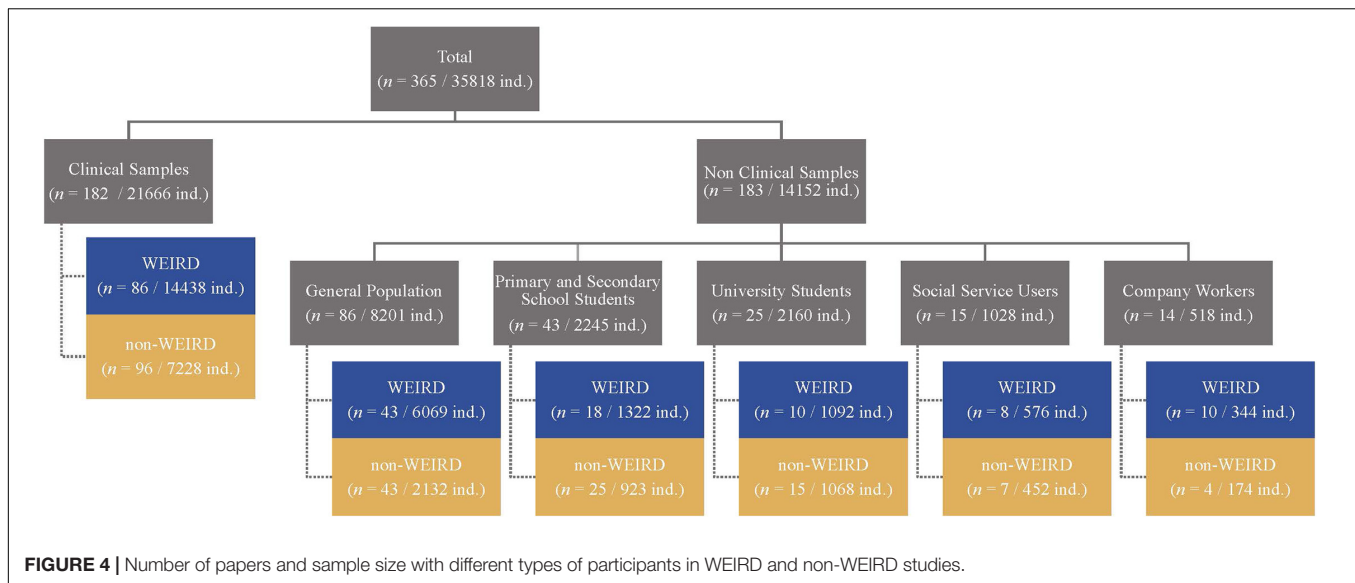 Total
(n = 365 / 35818 ind.)
Clinical Samples
(n = 182 / 21666 ind.)
WEIRD
(n = 86 / 14438 ind.)
non-WEIRD
(n = 96 / 7228 ind.)
Non Clinical Samples
(n = 183 / 14152 ind.)
General Population
(n = 86 / 8201 ind.)
WEIRD
(n = 43 / 6069 ind.)
non-WEIRD
(n = 43 / 2132 ind.)
Primary and Secondary
School Students
(n = 43 / 2245 ind.)
WEIRD
(n = 18 / 1322 ind.)
non-WEIRD
(n = 25 / 923 ind.)
University Students
(n = 25 / 2160 ind.)
WEIRD
(n = 10 / 1092 ind.)
non-WEIRD
(n = 15 / 1068 ind.)
Social Service Users
(n = 15 / 1028 ind.)
WEIRD
(n = 8 / 576 ind.)
non-WEIRD
(n = 7 / 452 ind.)
Company Workers
(n = 14 / 518 ind.)
WEIRD
(n = 10 / 344 ind.)
non-WEIRD
(n = 4 / 174 ind.)
FIGURE 4 | Number of papers and sample size with different types of participants in WEIRD and non-WEIRD studies.